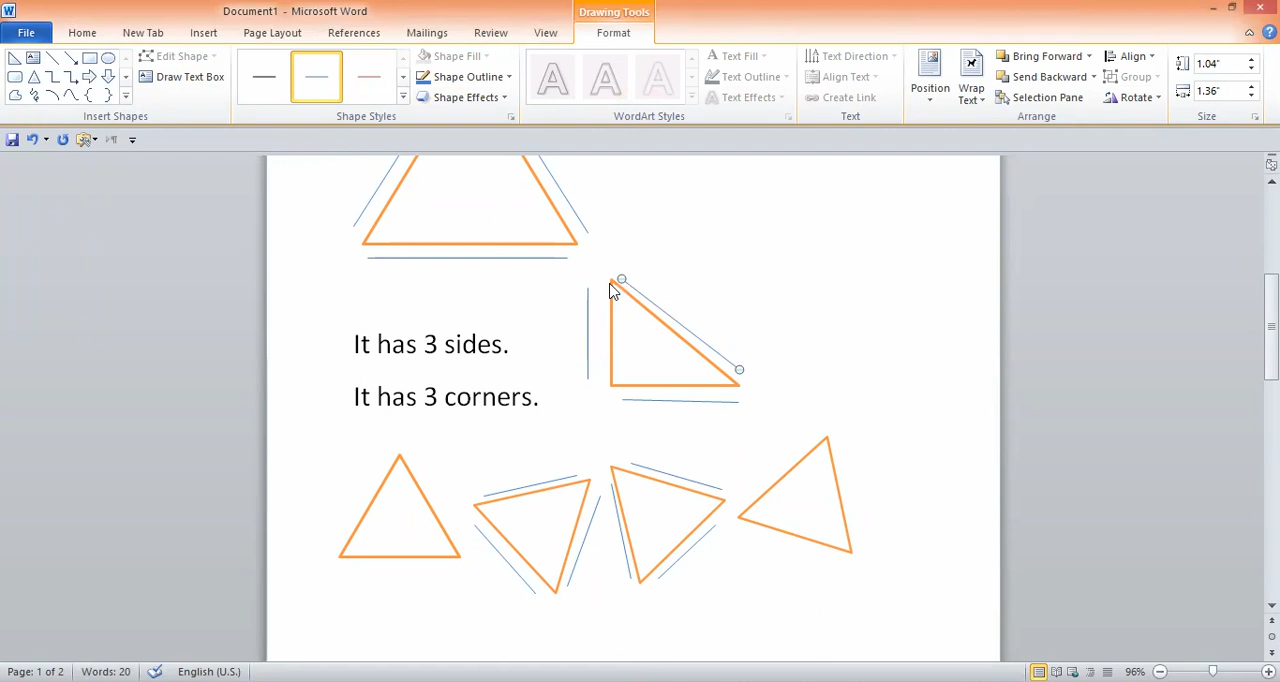 Document1 - Microsoft Word
Drawing Tools
File Home New Tab Insert Page Layout References Mailings Review View Format
Edit Shape
Draw Text Box
Insert Shapes
Shape Fill
Shape Outline
Shape Effects
Shape Styles
Text Fill
Text Outline
Text Effects
WordArt Styles
Text Direction
Align Text
Create Link
Text
Position
Wrap Text
Bring Forward
Send Backward
Selection Pane
Align
Group
Rotate
Arrange
1.04"
1.36"
Size
It has 3 sides.
It has 3 corners.
Page: 1 of 2 Words: 20 English (U.S.) 96%